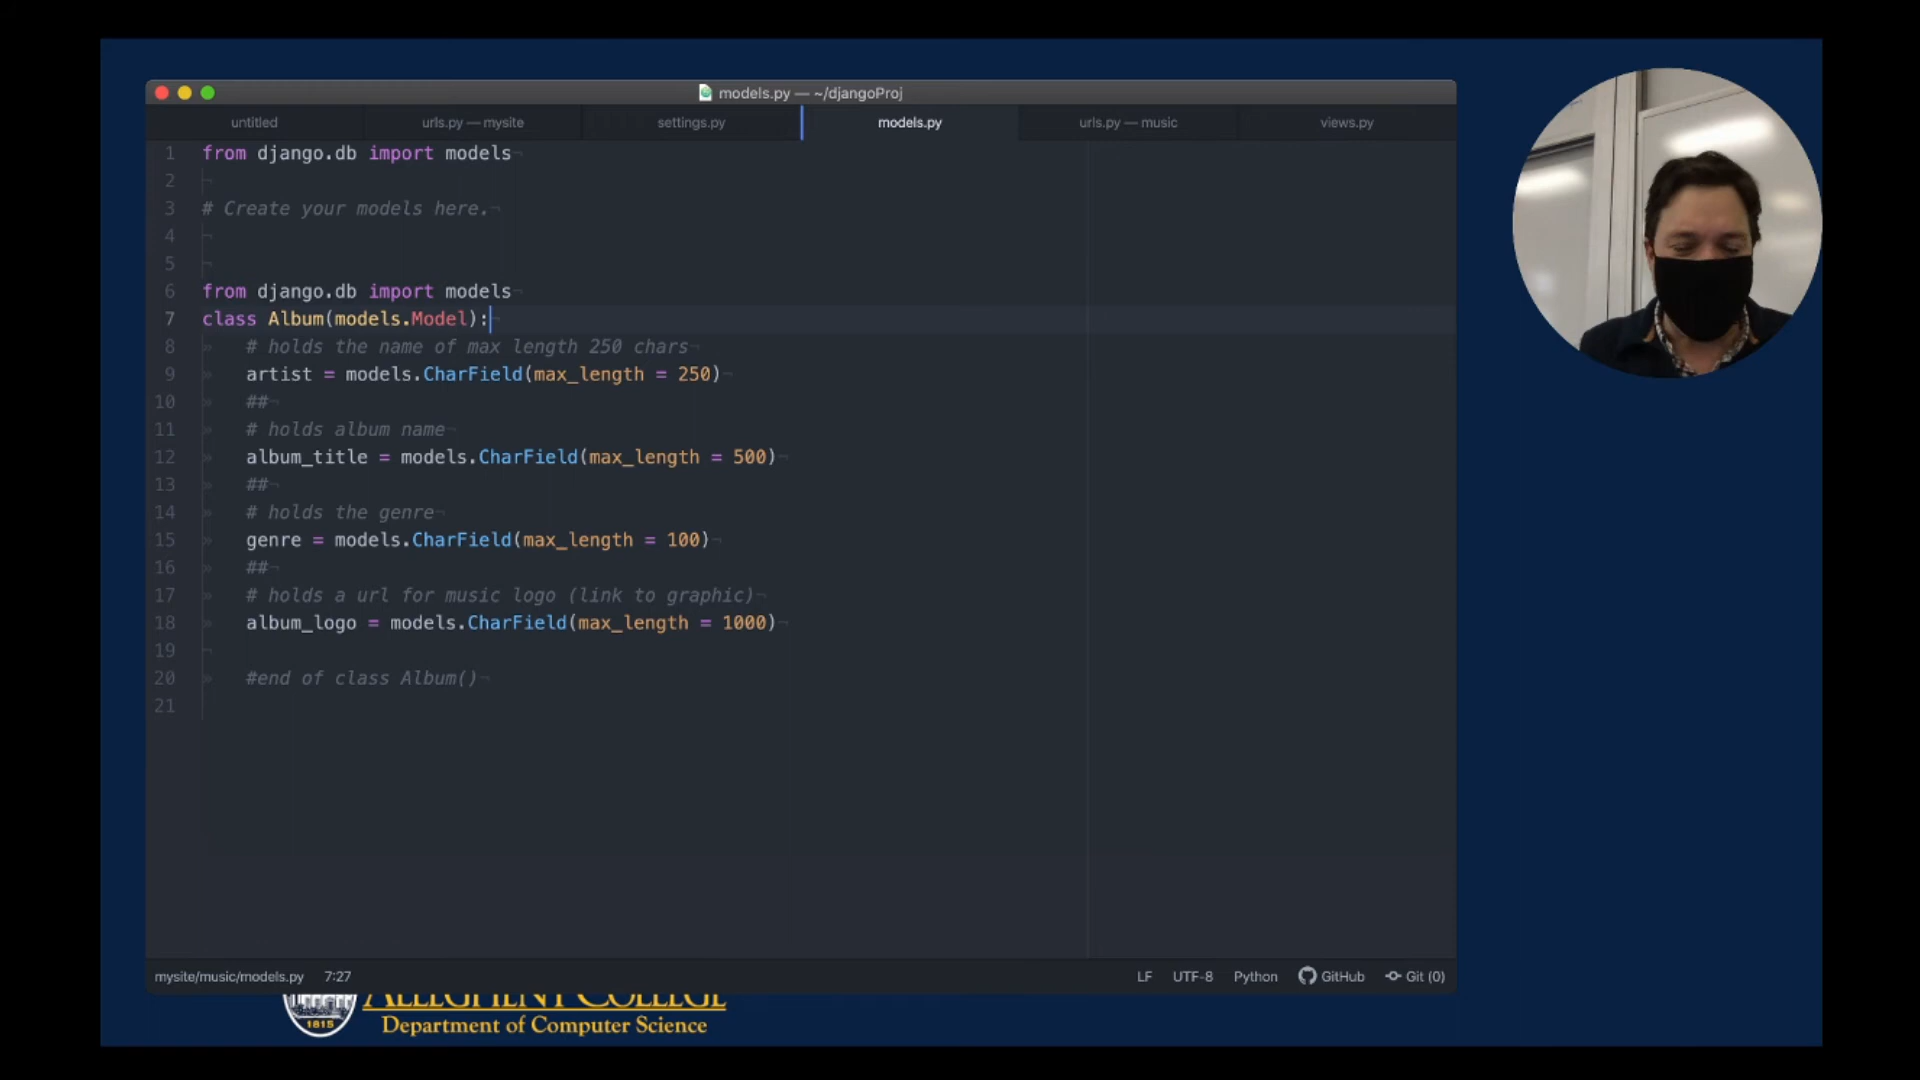 models.py — ~/djangoProj
untitled
urls.py — mysite
settings.py
models.py
urls.py — music
views.py
1 from django.db import models
2
3 # Create your models here.
4
5
6 from django.db import models
7 class Album(models.Model):
8 # holds the name of max length 250 chars
9 artist = models.CharField(max_length = 250)
10 ##
11 # holds album name
12 album_title = models.CharField(max_length = 500)
13 ##
14 # holds the genre
15 genre = models.CharField(max_length = 100)
16 ##
17 # holds a url for music logo (link to graphic)
18 album_logo = models.CharField(max_length = 1000)
19
20 #end of class Album()
21
mysite/music/models.py 7:27
LF UTF-8 Python GitHub Git (0)
ALLEGHENY COLLEGE
1815
Department of Computer Science